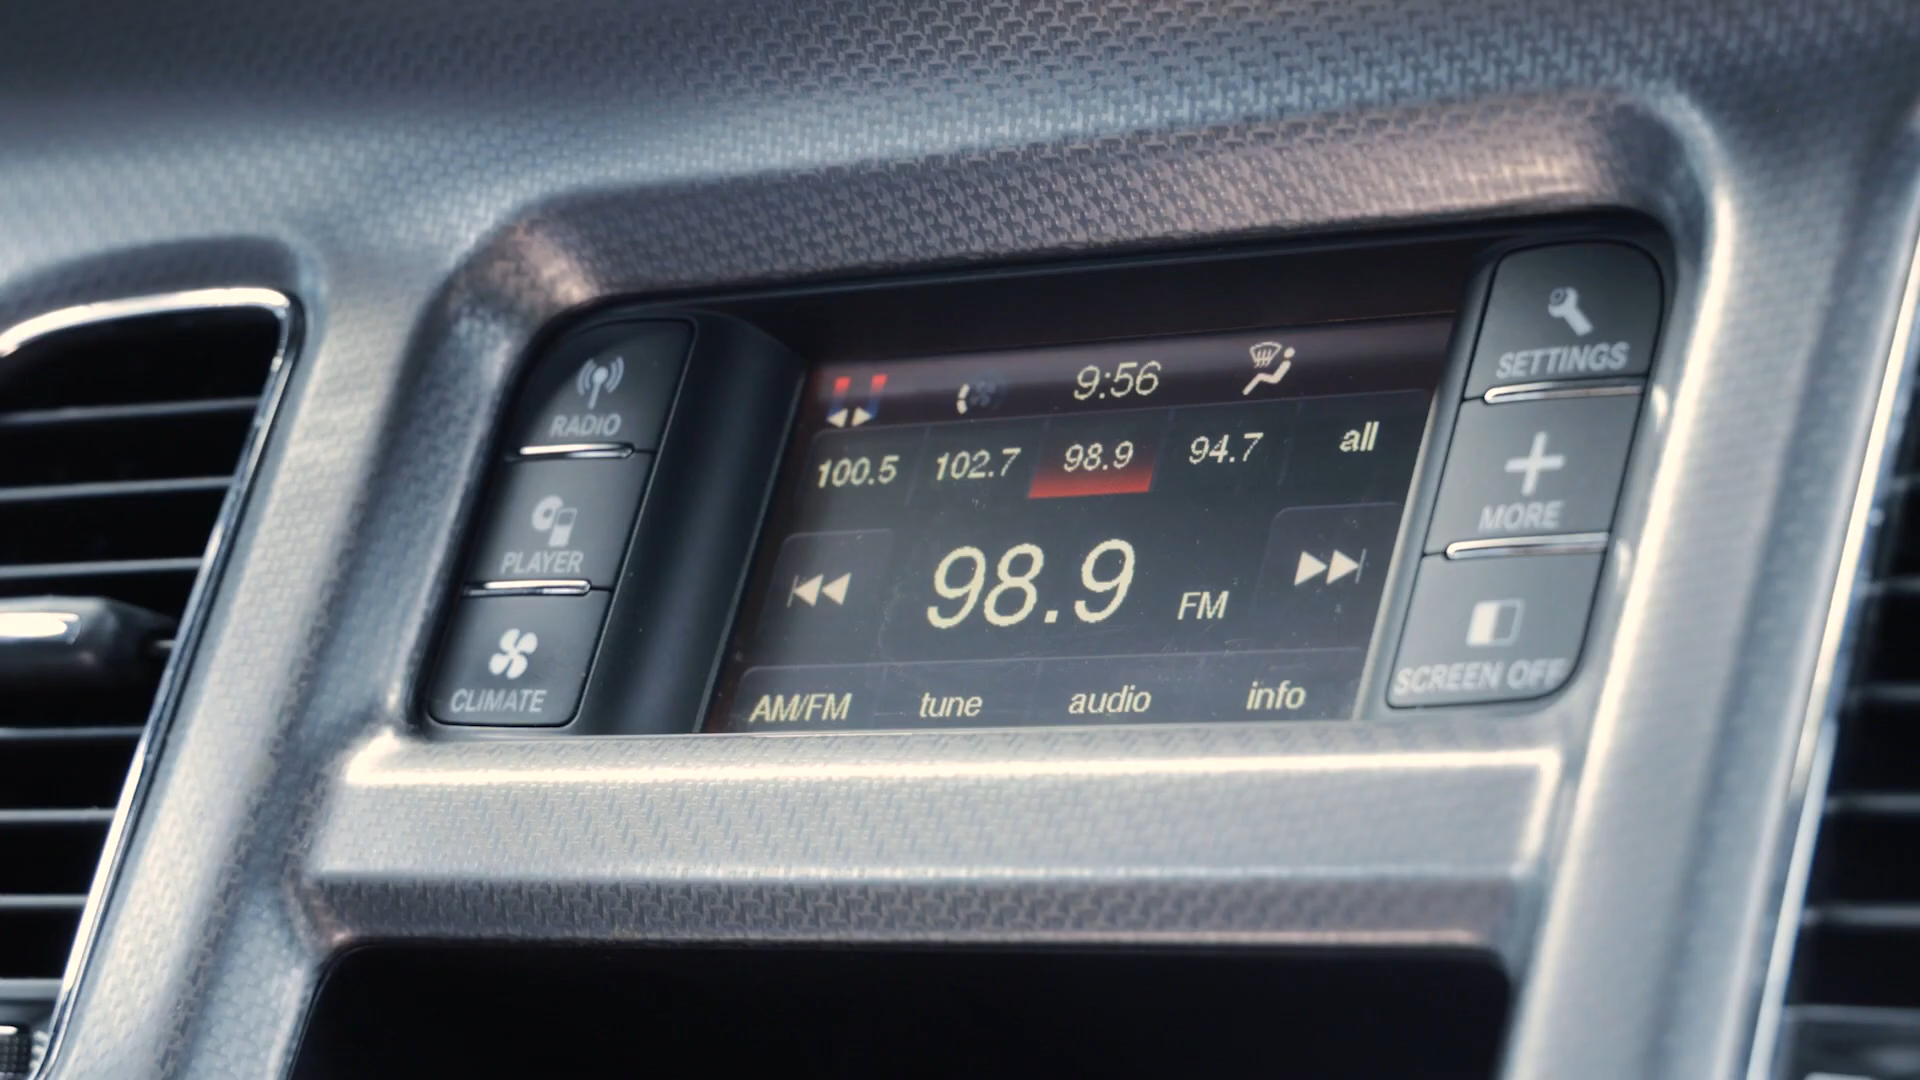 RADIO
PLAYER
CLIMATE
9:56
100.5 102.7 98.9 94.7 all
98.9 FM
AM/FM tune audio info
SETTINGS
MORE
SCREEN OFF